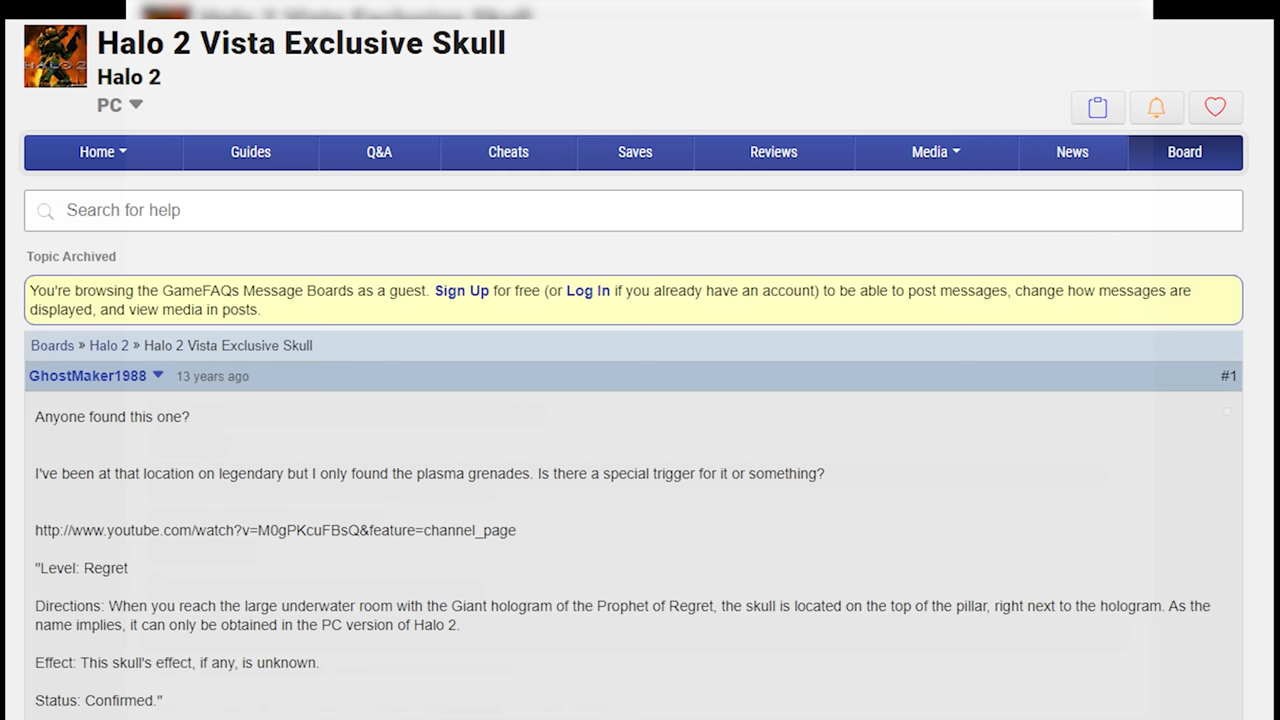 Halo 2 Vista Exclusive Skull
Halo 2
PC
Home
Guides
Q&A
Cheats
Saves
Reviews
Media
News
Board
Search for help
Topic Archived
You're browsing the GameFAQs Message Boards as a guest. Sign Up for free (or Log In if you already have an account) to be able to post messages, change how messages are
displayed, and view media in posts.
Boards » Halo 2 » Halo 2 Vista Exclusive Skull
GhostMaker1988 13 years ago #1
Anyone found this one?
I've been at that location on legendary but I only found the plasma grenades. Is there a special trigger for it or something?
http://www.youtube.com/watch?v=M0gPKcuFBsQ&feature=channel_page
"Level: Regret
Directions: When you reach the large underwater room with the Giant hologram of the Prophet of Regret, the skull is located on the top of the pillar, right next to the hologram. As the
name implies, it can only be obtained in the PC version of Halo 2.
Effect: This skull's effect, if any, is unknown.
Status: Confirmed."